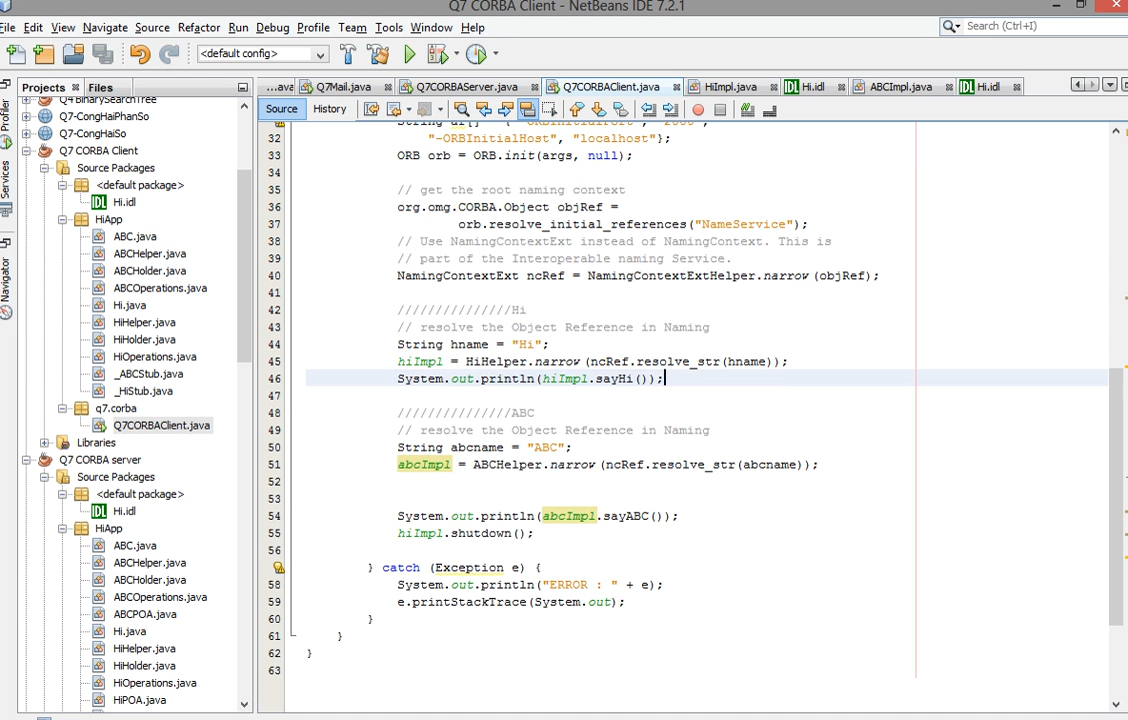 Q7 CORBA Client - NetBeans IDE 7.2.1
File Edit View Navigate Source Refactor Run Debug Profile Team Tools Window Help
Search (Ctrl+I)
<default config>
Projects
Files
...ava
Q7Mail.java
Q7CORBAServer.java
Q7CORBAClient.java
HiImpl.java
Hi.idl
ABCImpl.java
Hi.idl
Source
History
Profiler
Services
Navigator
Q4 BinarySearchTree
Q7-CongHaiPhanSo
Q7-CongHaiSo
Q7 CORBA Client
Source Packages
<default package>
Hi.idl
HiApp
ABC.java
ABCHelper.java
ABCHolder.java
ABCOperations.java
Hi.java
HiHelper.java
HiHolder.java
HiOperations.java
_ABCStub.java
_HiStub.java
q7.corba
Q7CORBAClient.java
Libraries
Q7 CORBA server
Source Packages
<default package>
Hi.idl
HiApp
ABC.java
ABCHelper.java
ABCHolder.java
ABCOperations.java
ABCPOA.java
Hi.java
HiHelper.java
HiHolder.java
HiOperations.java
HiPOA.java
32 "-ORBInitialHost", "localhost"};
33 ORB orb = ORB.init(args, null);
34
35 // get the root naming context
36 org.omg.CORBA.Object objRef =
37 orb.resolve_initial_references("NameService");
38 // Use NamingContextExt instead of NamingContext. This is
39 // part of the Interoperable naming Service.
40 NamingContextExt ncRef = NamingContextExtHelper.narrow(objRef);
41
42 ///////////////Hi
43 // resolve the Object Reference in Naming
44 String hname = "Hi";
45 hiImpl = HiHelper.narrow(ncRef.resolve_str(hname));
46 System.out.println(hiImpl.sayHi());
47
48 ///////////////ABC
49 // resolve the Object Reference in Naming
50 String abcname = "ABC";
51 abcImpl = ABCHelper.narrow(ncRef.resolve_str(abcname));
52
53
54 System.out.println(abcImpl.sayABC());
55 hiImpl.shutdown();
56
} catch (Exception e) {
58 System.out.println("ERROR : " + e);
59 e.printStackTrace(System.out);
60 }
61 }
62 }
63